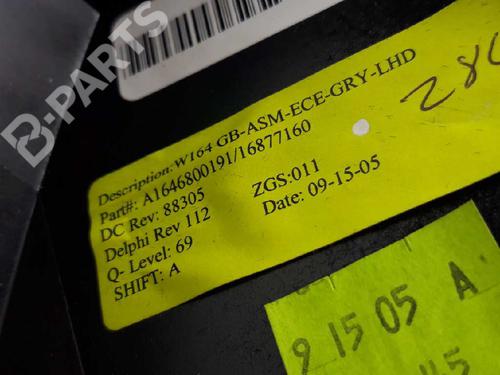 B-PARTS
Description:W164 GB-ASM-ECE-GRY-LHD
Part#: A1646800191/16877160
DC Rev: 88305 ZGS:011
Delphi Rev 112 Date: 09-15-05
Q- Level: 69
SHIFT: A
9 15 05 A